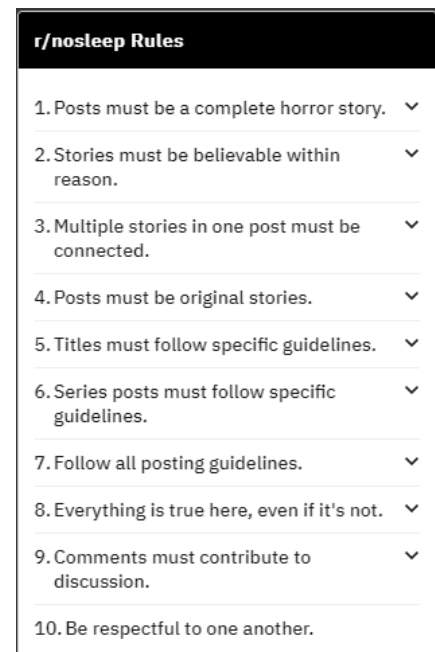 r/nosleep Rules
1. Posts must be a complete horror story.
2. Stories must be believable within
reason.
3. Multiple stories in one post must be
connected.
4. Posts must be original stories.
5. Titles must follow specific guidelines.
6. Series posts must follow specific
guidelines.
7. Follow all posting guidelines.
8. Everything is true here, even if it's not.
9. Comments must contribute to
discussion.
10. Be respectful to one another.